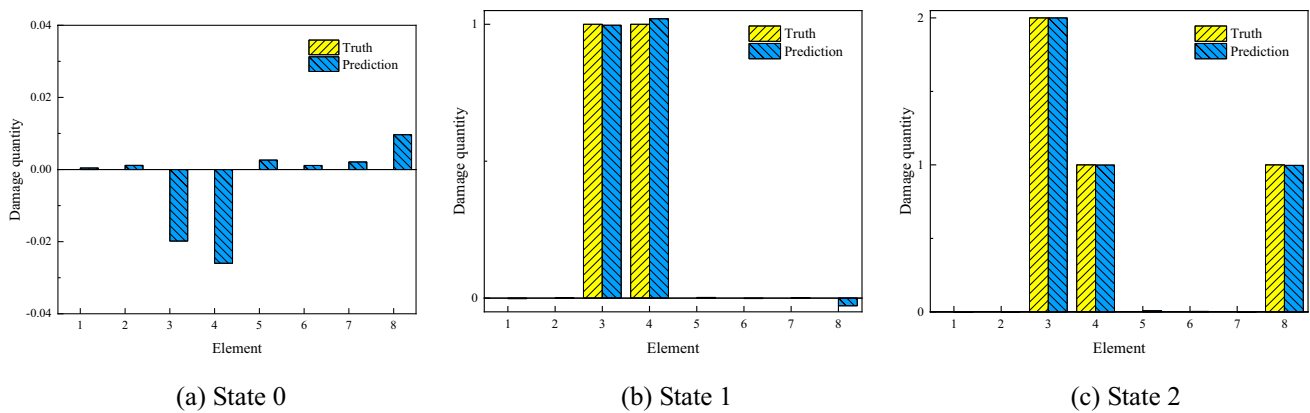 0.04
0.02
0.00
-0.02
-0.04
Damage quantity
Truth
Prediction
1 2 3 4 5 6 7 8
Element
(a) State 0
1
0
Damage quantity
Truth
Prediction
1 2 3 4 5 6 7 8
Element
(b) State 1
2
1
0
Damage quantity
Truth
Prediction
1 2 3 4 5 6 7 8
Element
(c) State 2